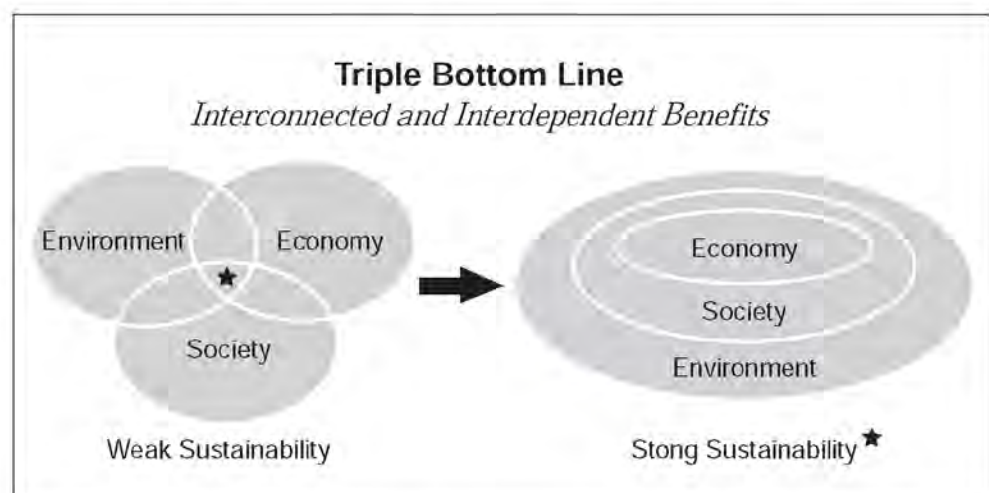 Triple Bottom Line
Interconnected and Interdependent Benefits
Environment
Economy
Society
Weak Sustainability
Economy
Society
Environment
Stong Sustainability